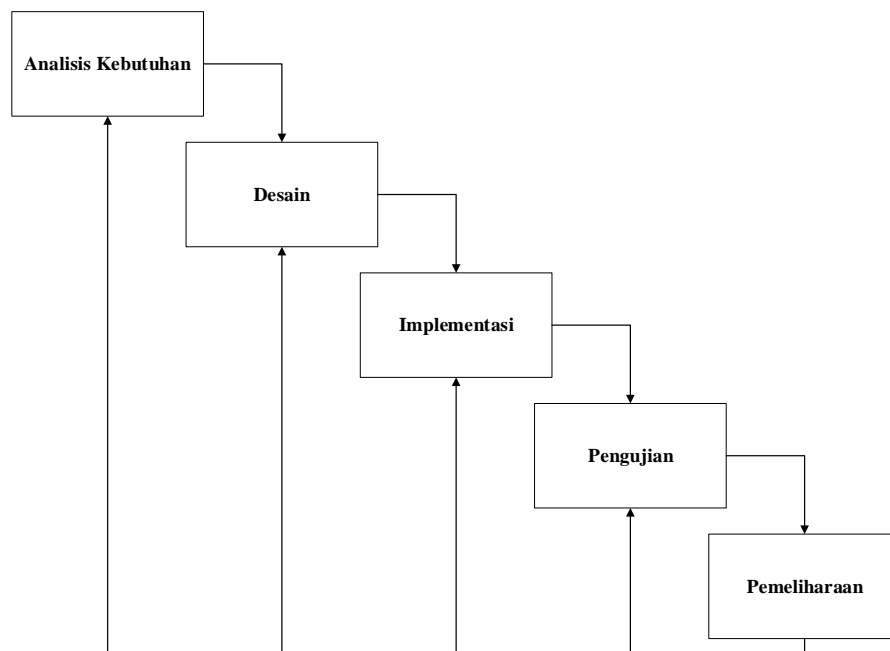 Analisis Kebutuhan
Desain
Implementasi
Pengujian
Pemeliharaan